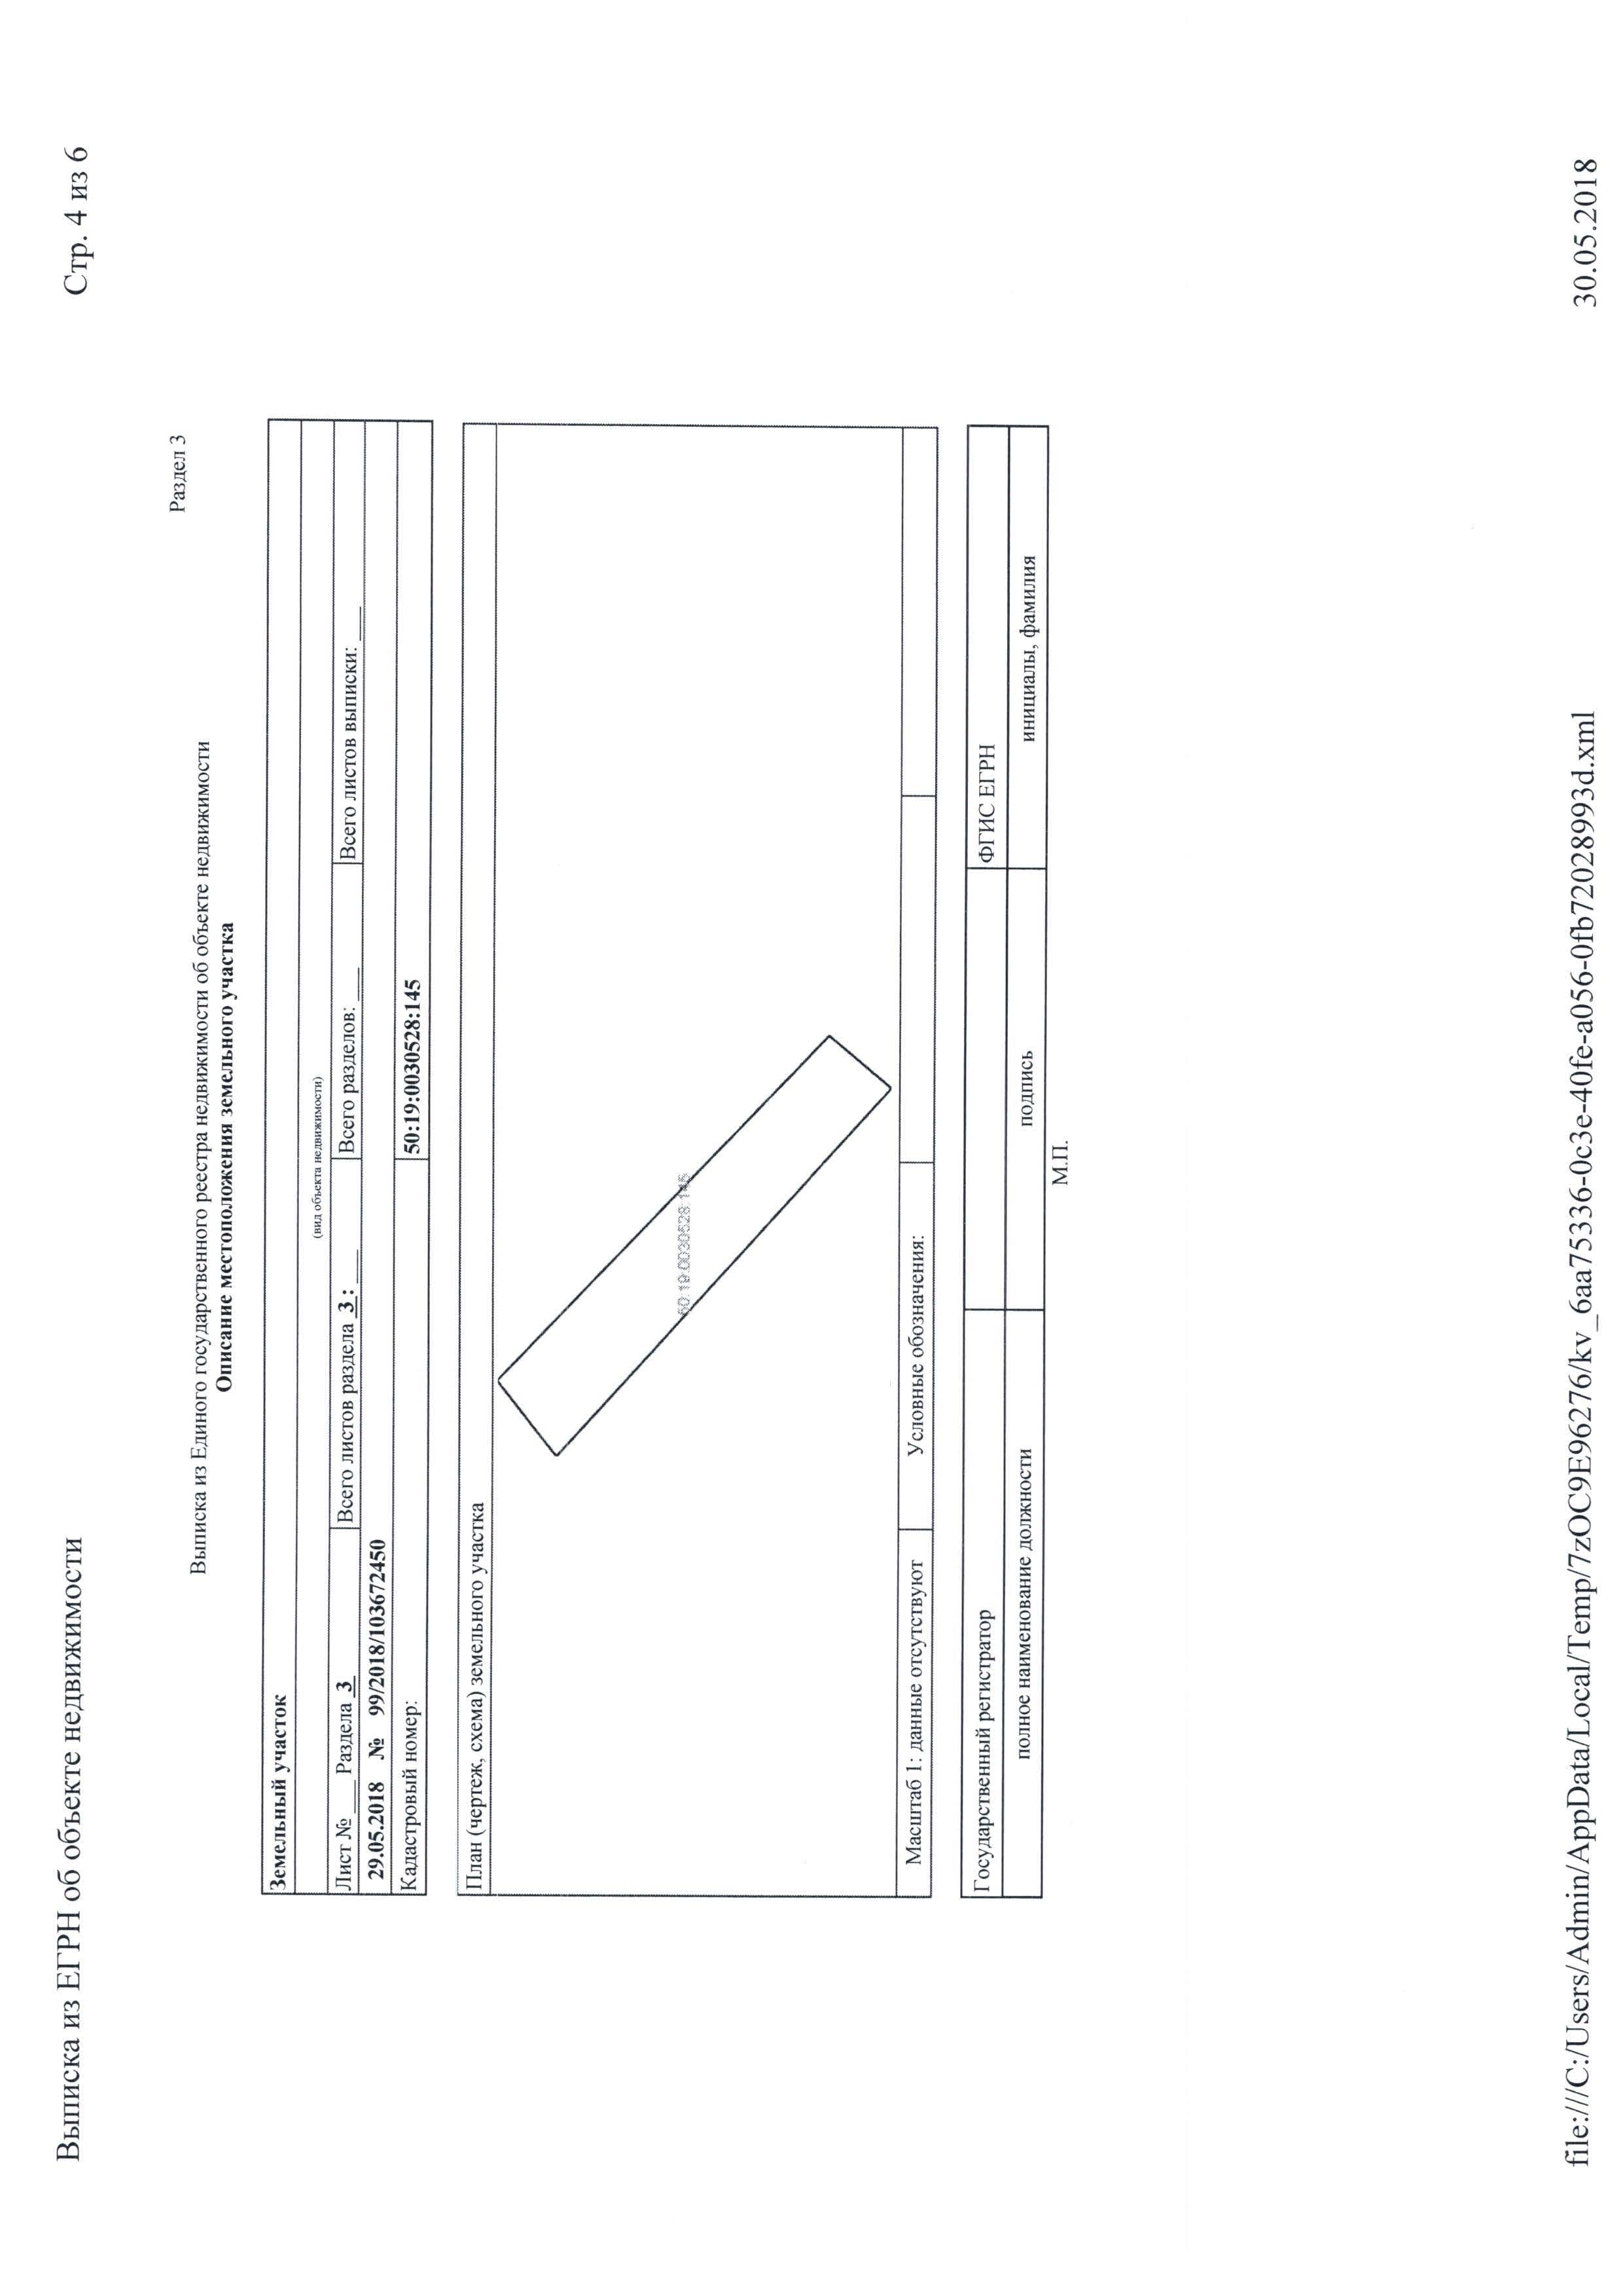 Выписка из ЕГРН об объекте недвижимости Стр. 4 из 6
Раздел 3
Выписка из Единого государственного реестра недвижимости об объекте недвижимости
Описание местоположения земельного участка
Земельный участок
(вид объекта недвижимости)
Лист № ___ Раздела 3 Всего листов раздела 3 : ___ Всего разделов: ___ Всего листов выписки: ___
29.05.2018 № 99/2018/103672450
Кадастровый номер: 50:19:0030528:145
План (чертеж, схема) земельного участка
50:19:0030528:145
Масштаб 1: данные отсутствуют Условные обозначения:
Государственный регистратор ФГИС ЕГРН
полное наименование должности подпись инициалы, фамилия
М.П.
file:///C:/Users/Admin/AppData/Local/Temp/7zOC9E96276/kv_6aa75336-0c3e-40fe-a056-0fb72028993d.xml 30.05.2018